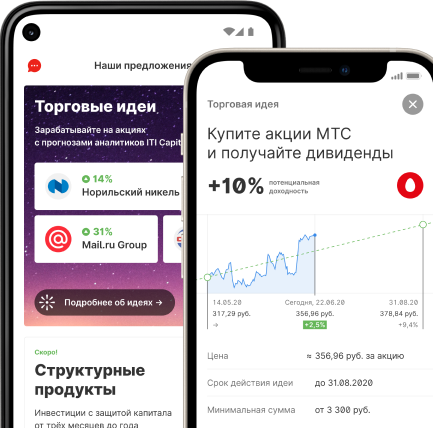 Наши предложения
Торговые идеи
Зарабатывайте на акциях
с прогнозами аналитиков ITI Capit
14%
Норильский никель
31%
Mail.ru Group
Подробнее об идеях →
Скоро!
Структурные
продукты
Инвестиции с защитой капитала
от трёх месяцев до года
Торговая идея
Купите акции МТС
и получайте дивиденды
+10%
потенциальная
доходность
14.05.20 Сегодня, 22.06.20 31.08.20
317,29 руб. 356,96 руб. 378,84 руб.
→ +2,5% +9,4%
Цена ≈ 356,96 руб. за акцию
Срок действия идеи до 31.08.2020
Минимальная сумма от 3 300 руб.